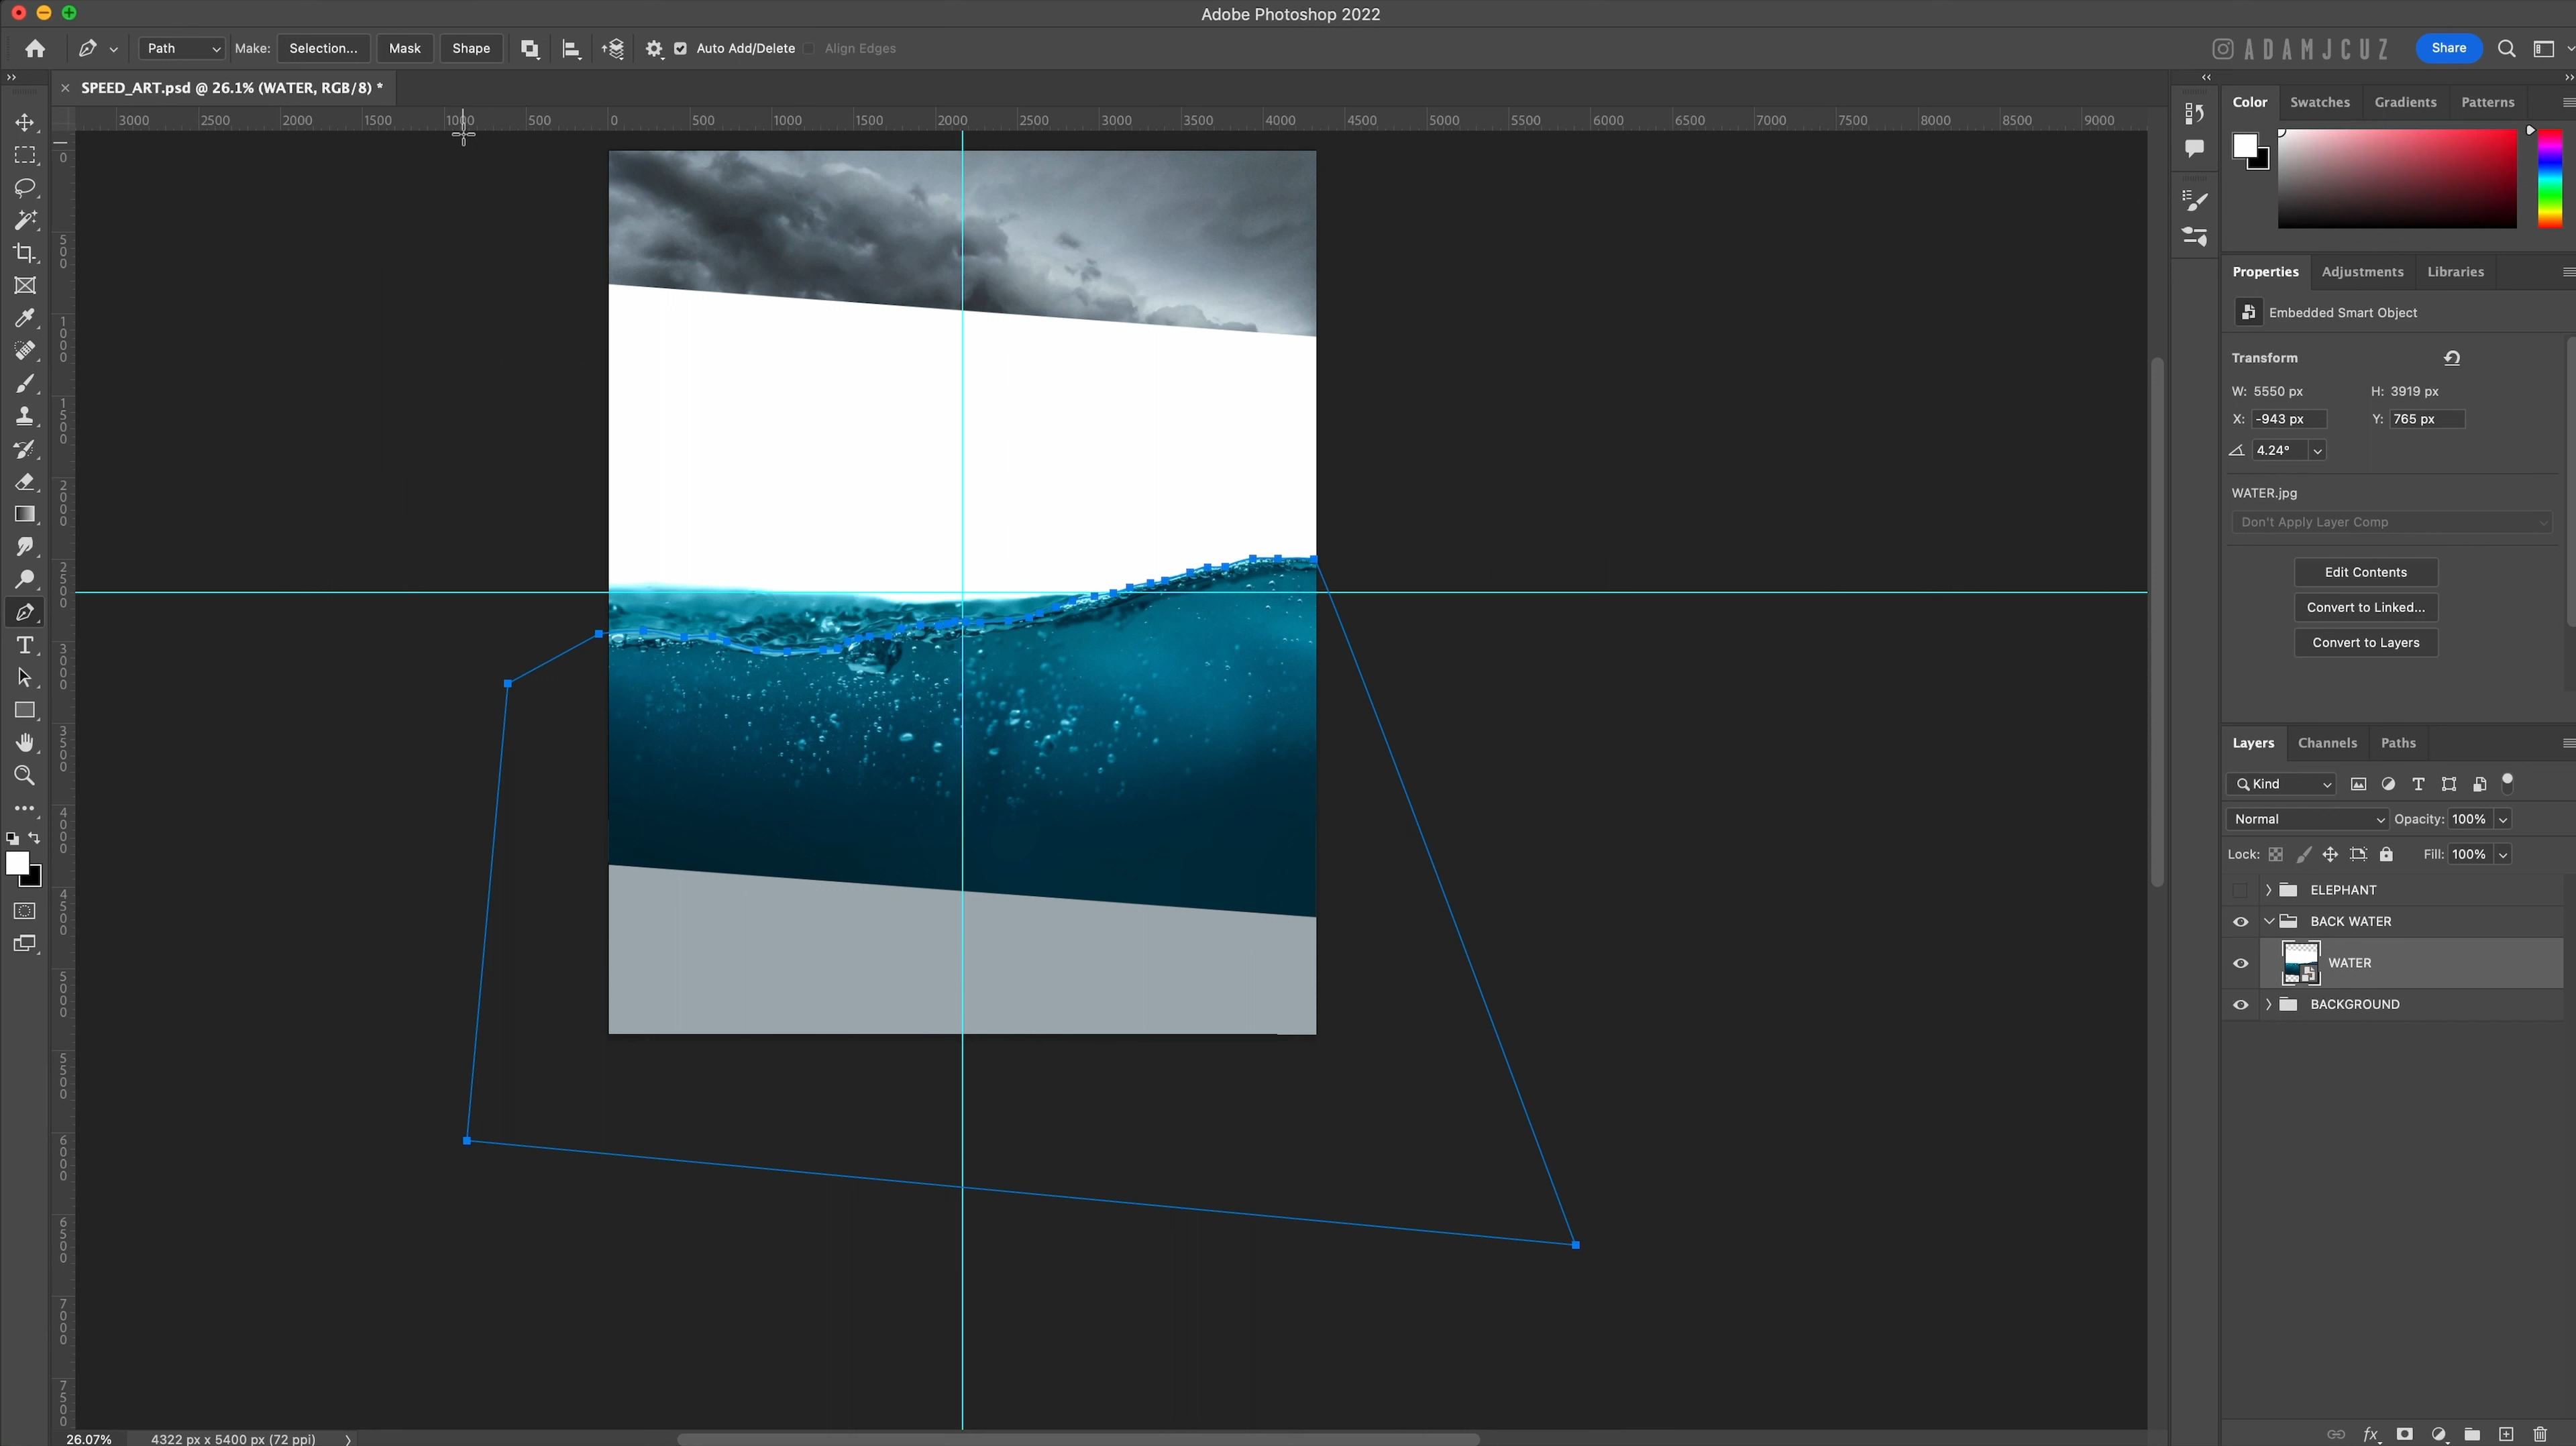 Adobe Photoshop 2022
Path Make: Selection... Mask Shape Auto Add/Delete Align Edges ADAMJCUZ Share
SPEED_ART.psd @ 26.1% (WATER, RGB/8) *
3000 2500 2000 1500 1000 500 0 500 1000 1500 2000 2500 3000 3500 4000 4500 5000 5500 6000 6500 7000 7500 8000 8500 9000
0
500
1000
1500
2000
2500
3000
3500
4000
4500
5000
5500
6000
6500
7000
7500
Color Swatches Gradients Patterns
Properties Adjustments Libraries
Embedded Smart Object
Transform
W: 5550 px H: 3919 px
X: -943 px Y: 765 px
4.24°
WATER.jpg
Don't Apply Layer Comp
Edit Contents
Convert to Linked...
Convert to Layers
Layers Channels Paths
Kind
Normal Opacity: 100%
Lock: Fill: 100%
ELEPHANT
BACK WATER
WATER
BACKGROUND
fx
26.07% 4322 px x 5400 px (72 ppi)